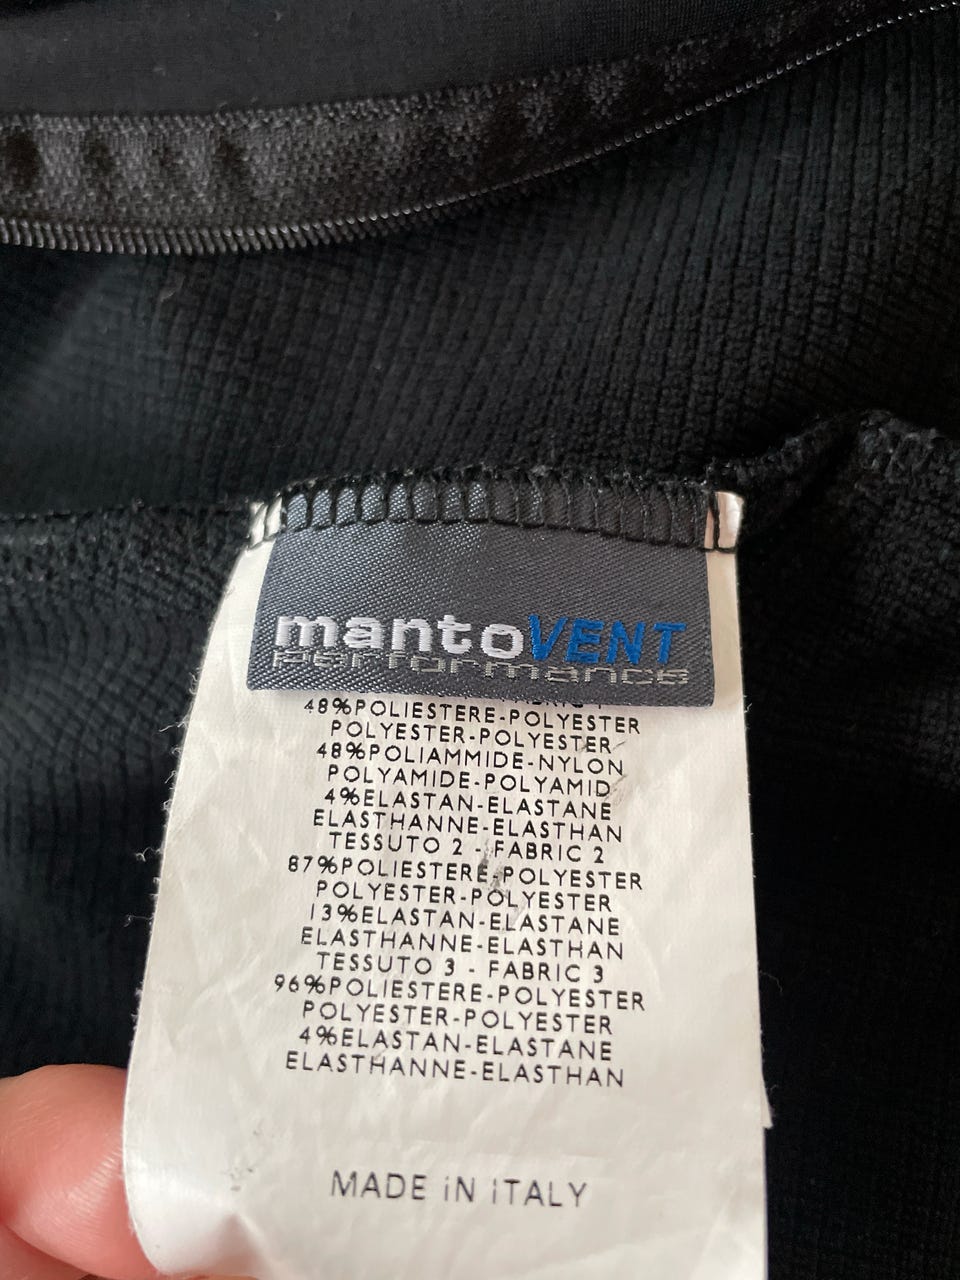 mantoVENT
performance
48%POLIESTERE-POLYESTER
POLYESTER-POLYESTER
48%POLIAMMIDE-NYLON
POLYAMIDE-POLYAMID
4%ELASTAN-ELASTANE
ELASTHANNE-ELASTHAN
TESSUTO 2 - FABRIC 2
87%POLIESTERE-POLYESTER
POLYESTER-POLYESTER
13%ELASTAN-ELASTANE
ELASTHANNE-ELASTHAN
TESSUTO 3 - FABRIC 3
96%POLIESTERE-POLYESTER
POLYESTER-POLYESTER
4%ELASTAN-ELASTANE
ELASTHANNE-ELASTHAN
MADE iN iTALY